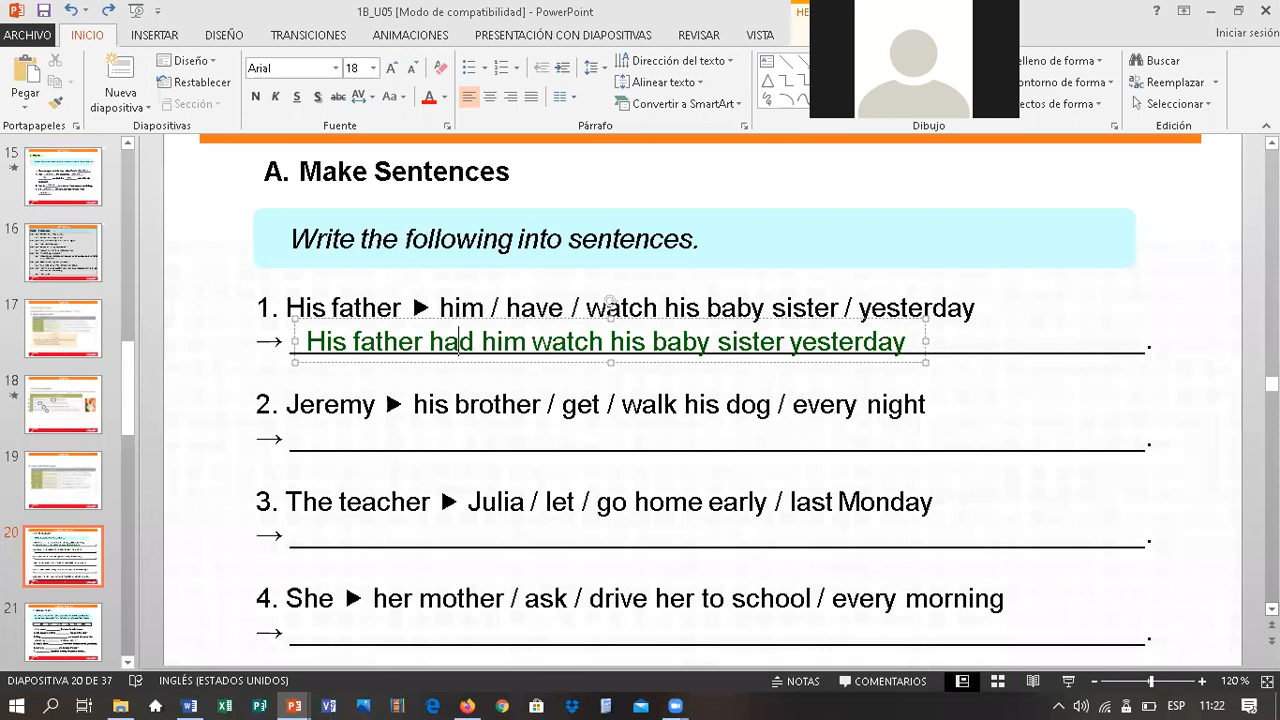 1B_U05 [Modo de compatibilidad] - PowerPoint
HE
ARCHIVO INICIO INSERTAR DISEÑO TRANSICIONES ANIMACIONES PRESENTACIÓN CON DIAPOSITIVAS REVISAR VISTA
Iniciar sesión
Pegar
Nueva
diapositiva
Diseño
Restablecer
Sección
Arial 18
N K S S abc AV Aa A
Dirección del texto
Alinear texto
Convertir a SmartArt
elleno de forma
ontorno de forma
ectos de forma
Buscar
Reemplazar
Seleccionar
Portapapeles Diapositivas Fuente Párrafo Dibujo Edición
15
16
17
18
19
20
21
A. Make Sentences
Write the following into sentences.
1. His father ► him / have / watch his baby sister / yesterday
→ His father had him watch his baby sister yesterday .
2. Jeremy ► his brother / get / walk his dog / every night
→ .
3. The teacher ► Julia / let / go home early / last Monday
→ .
4. She ► her mother / ask / drive her to school / every morning
→ .
DIAPOSITIVA 20 DE 37 INGLÉS (ESTADOS UNIDOS) NOTAS COMENTARIOS 120 %
ESP 11:22